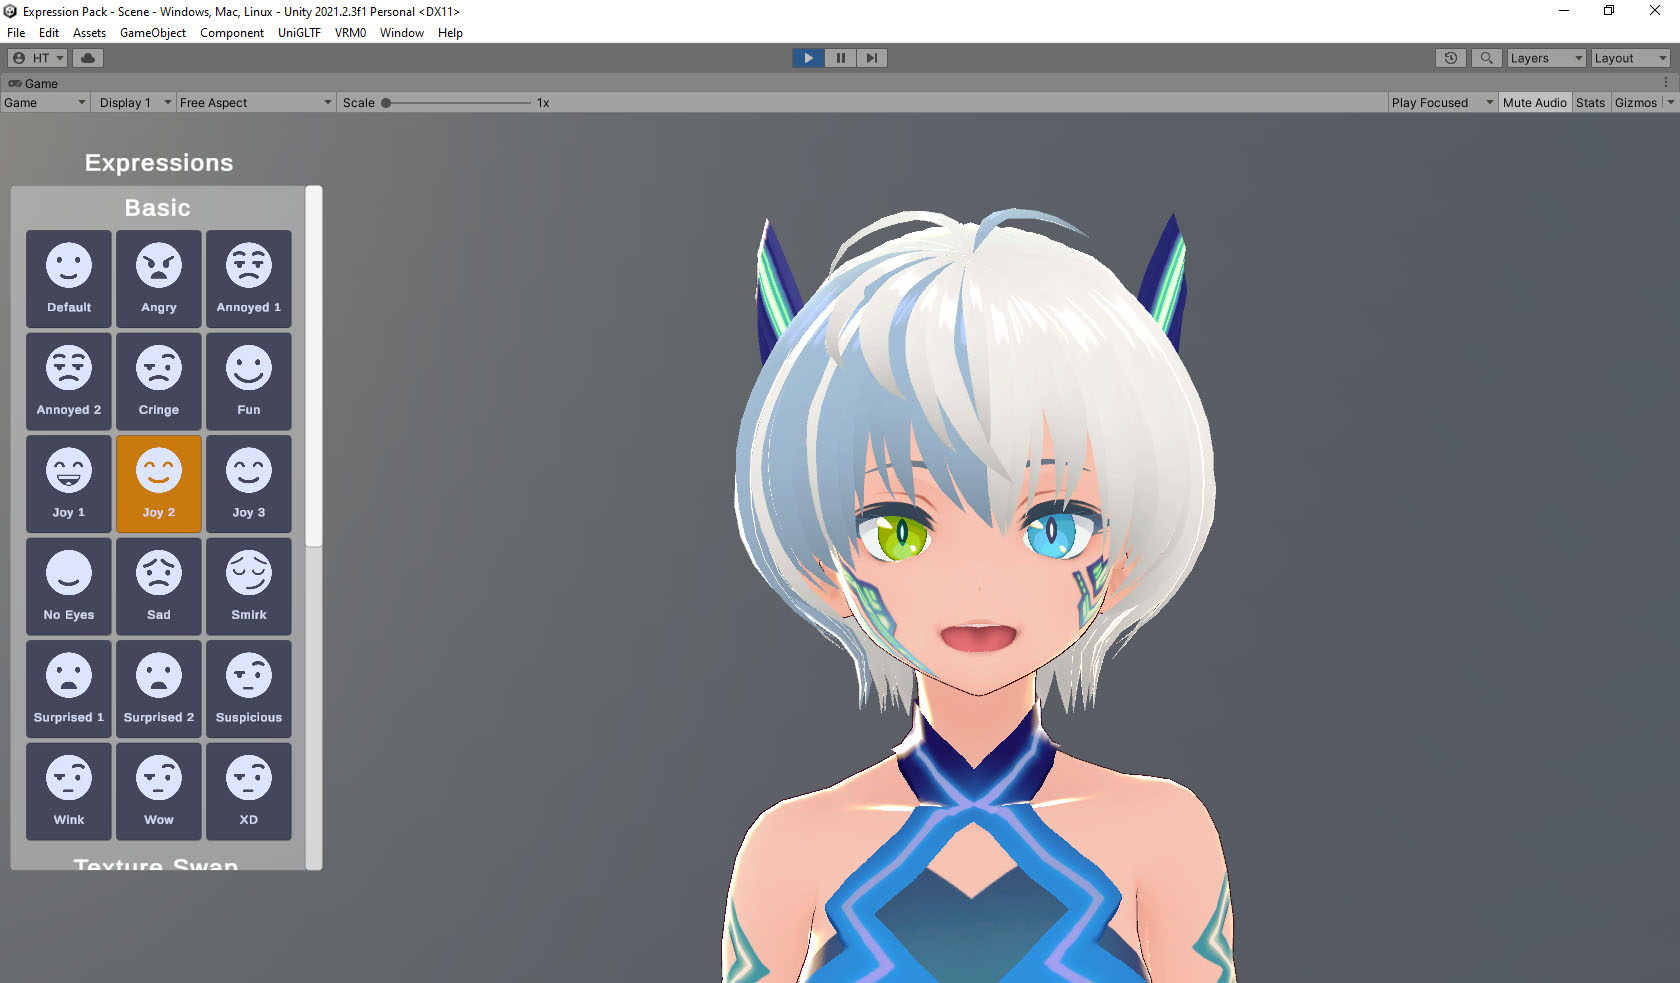 Expression Pack - Scene - Windows, Mac, Linux - Unity 2021.2.3f1 Personal <DX11>
File Edit Assets GameObject Component UniGLTF VRM0 Window Help
HT Layers Layout
Game
Game Display 1 Free Aspect Scale 1x Play Focused Mute Audio Stats Gizmos
Expressions
Basic
Default Angry Annoyed 1
Annoyed 2 Cringe Fun
Joy 1 Joy 2 Joy 3
No Eyes Sad Smirk
Surprised 1 Surprised 2 Suspicious
Wink Wow XD
Texture Swap